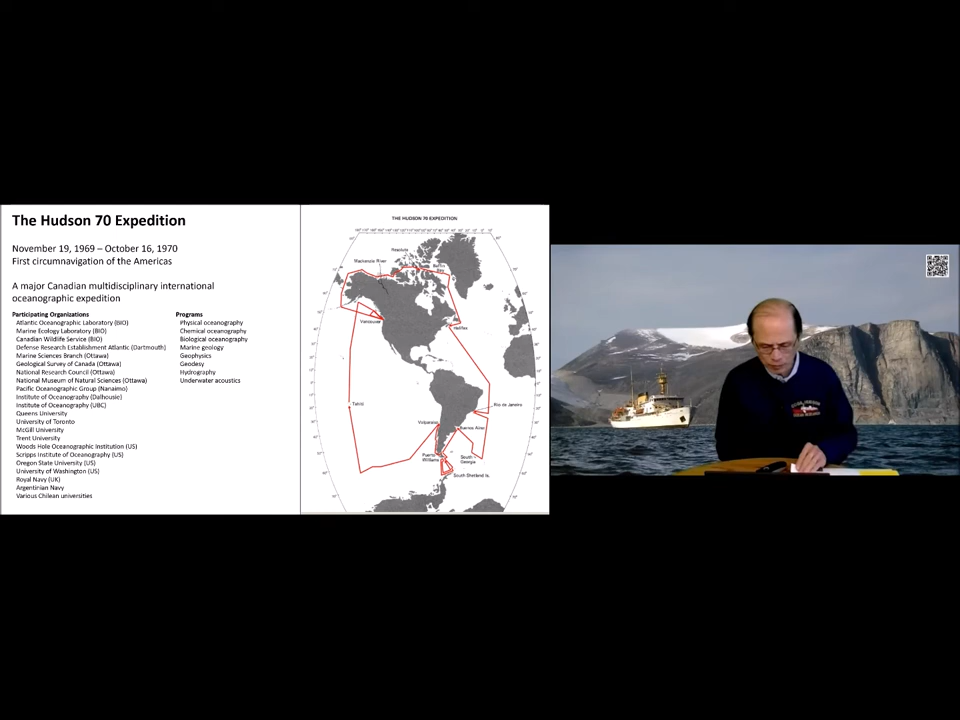 The Hudson 70 Expedition
November 19, 1969 – October 16, 1970
First circumnavigation of the Americas
A major Canadian multidisciplinary international
oceanographic expedition
Participating Organizations
Atlantic Oceanographic Laboratory (BIO)
Marine Ecology Laboratory (BIO)
Canadian Wildlife Service (BIO)
Defense Research Establishment Atlantic (Dartmouth)
Marine Sciences Branch (Ottawa)
Geological Survey of Canada (Ottawa)
National Research Council (Ottawa)
National Museum of Natural Sciences (Ottawa)
Pacific Oceanographic Group (Nanaimo)
Institute of Oceanography (Dalhousie)
Institute of Oceanography (UBC)
Queens University
University of Toronto
McGill University
Trent University
Woods Hole Oceanographic Institution (US)
Scripps Institute of Oceanography (US)
Oregon State University (US)
University of Washington (US)
Royal Navy (UK)
Argentinian Navy
Various Chilean universities
Programs
Physical oceanography
Chemical oceanography
Biological oceanography
Marine geology
Geophysics
Geodesy
Hydrography
Underwater acoustics
THE HUDSON 70 EXPEDITION
Resolute
Mackenzie River
Baffin
Bay
Vancouver
Halifax
Tahiti
Rio de Janeiro
Valparaiso
Buenos Aires
Puerto
Williams
South
Georgia
South Shetland Is.